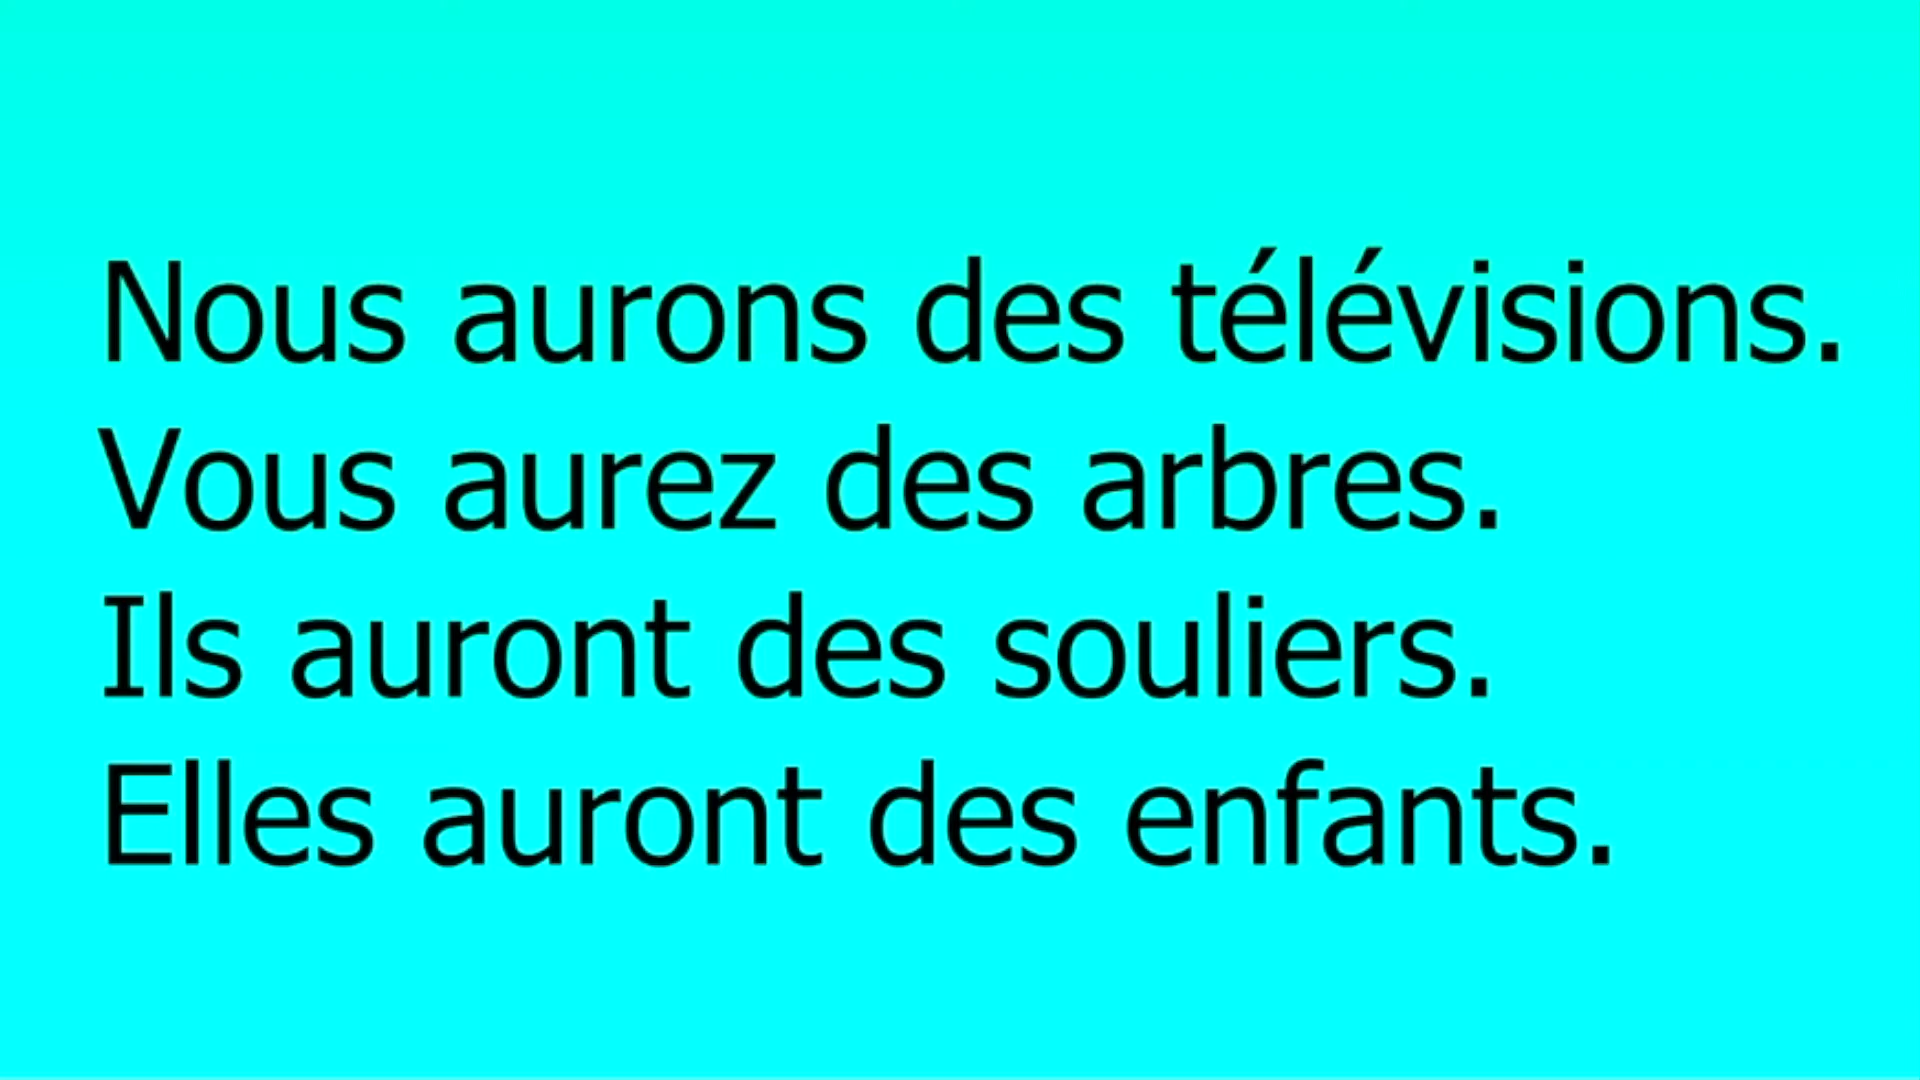 Nous aurons des télévisions.
Vous aurez des arbres.
Ils auront des souliers.
Elles auront des enfants.